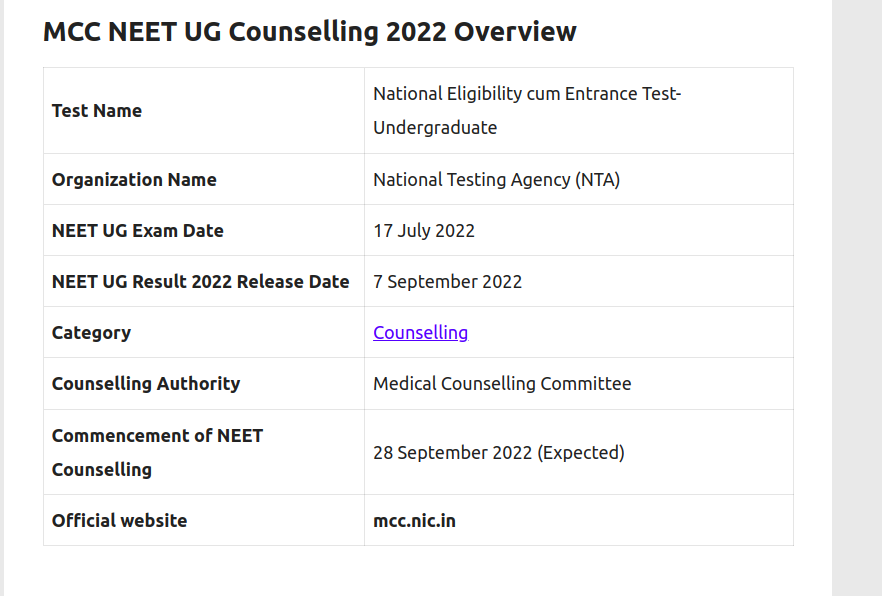 MCC NEET UG Counselling 2022 Overview
Test Name
National Eligibility cum Entrance Test-
Undergraduate
Organization Name
National Testing Agency (NTA)
NEET UG Exam Date
17 July 2022
NEET UG Result 2022 Release Date
7 September 2022
Category
Counselling
Counselling Authority
Medical Counselling Committee
Commencement of NEET
Counselling
28 September 2022 (Expected)
Official website
mcc.nic.in